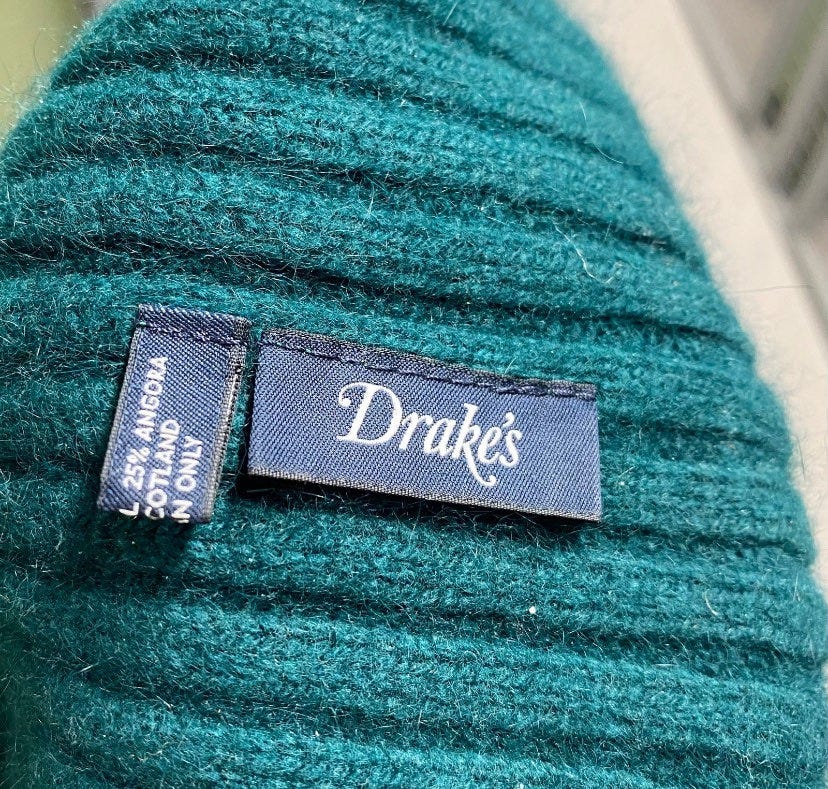 L 25% ANGORA
COTLAND
N ONLY
Drake's